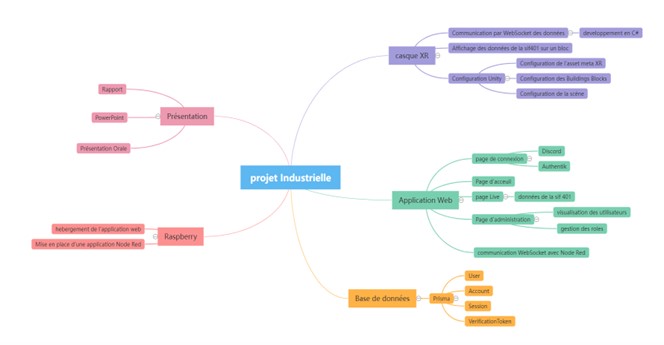 projet Industrielle
casque XR
Communication par WebSocket des données
developpement en C#
Affichage des données de la sif401 sur un bloc
Configuration Unity
Configuration de l'asset meta XR
Configuration des Buildings Blocks
Configuration de la scène
Application Web
page de connexion
Discord
Authentik
Page d'acceuil
page Live
données de la sif 401
Page d'administration
visualisation des utilisateurs
gestion des roles
communication WebSocket avec Node Red
Base de données
Prisma
User
Account
Session
VerificationToken
Présentation
Rapport
PowerPoint
Présentation Orale
Raspberry
hebergement de l'application web
Mise en place d'une application Node Red